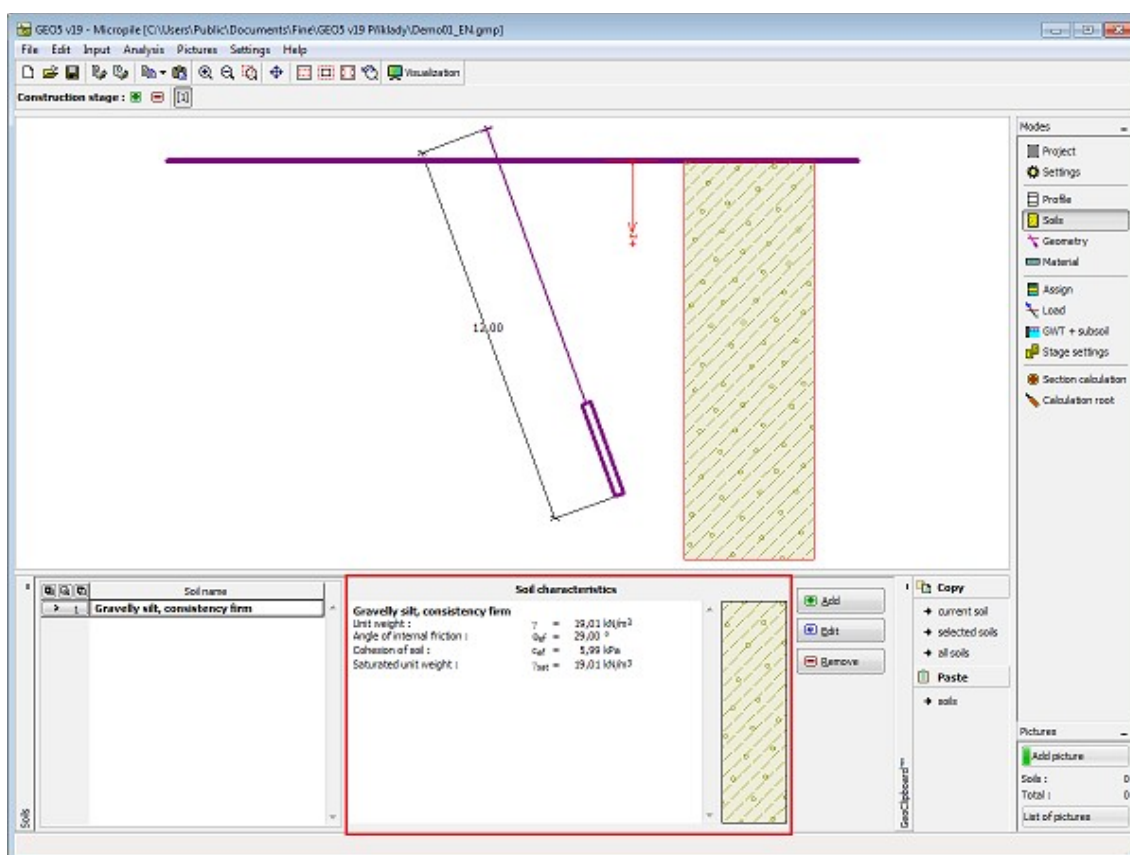 GEO5 v19 - Micropile [C:\Users\Public\Documents\Fine\GEO5 v19 Příklady\Demo01_EN.gmp]
File Edit Input Analysis Pictures Settings Help
Visualization
Construction stage : [1]
12,00
+z
Modes
Project
Settings
Profile
Soils
Geometry
Material
Assign
Load
GWT + subsoil
Stage settings
Section calculation
Calculation root
Soils
Soil name
> 1 Gravelly silt, consistency firm
Soil characteristics
Gravelly silt, consistency firm
Unit weight : γ = 19,01 kN/m³
Angle of internal friction : φef = 29,00 °
Cohesion of soil : cef = 5,99 kPa
Saturated unit weight : γsat = 19,01 kN/m³
Add
Edit
Remove
GeoClipboard™
Copy
current soil
selected soils
all soils
Paste
soils
Pictures
Add picture
Soils : 0
Total : 0
List of pictures